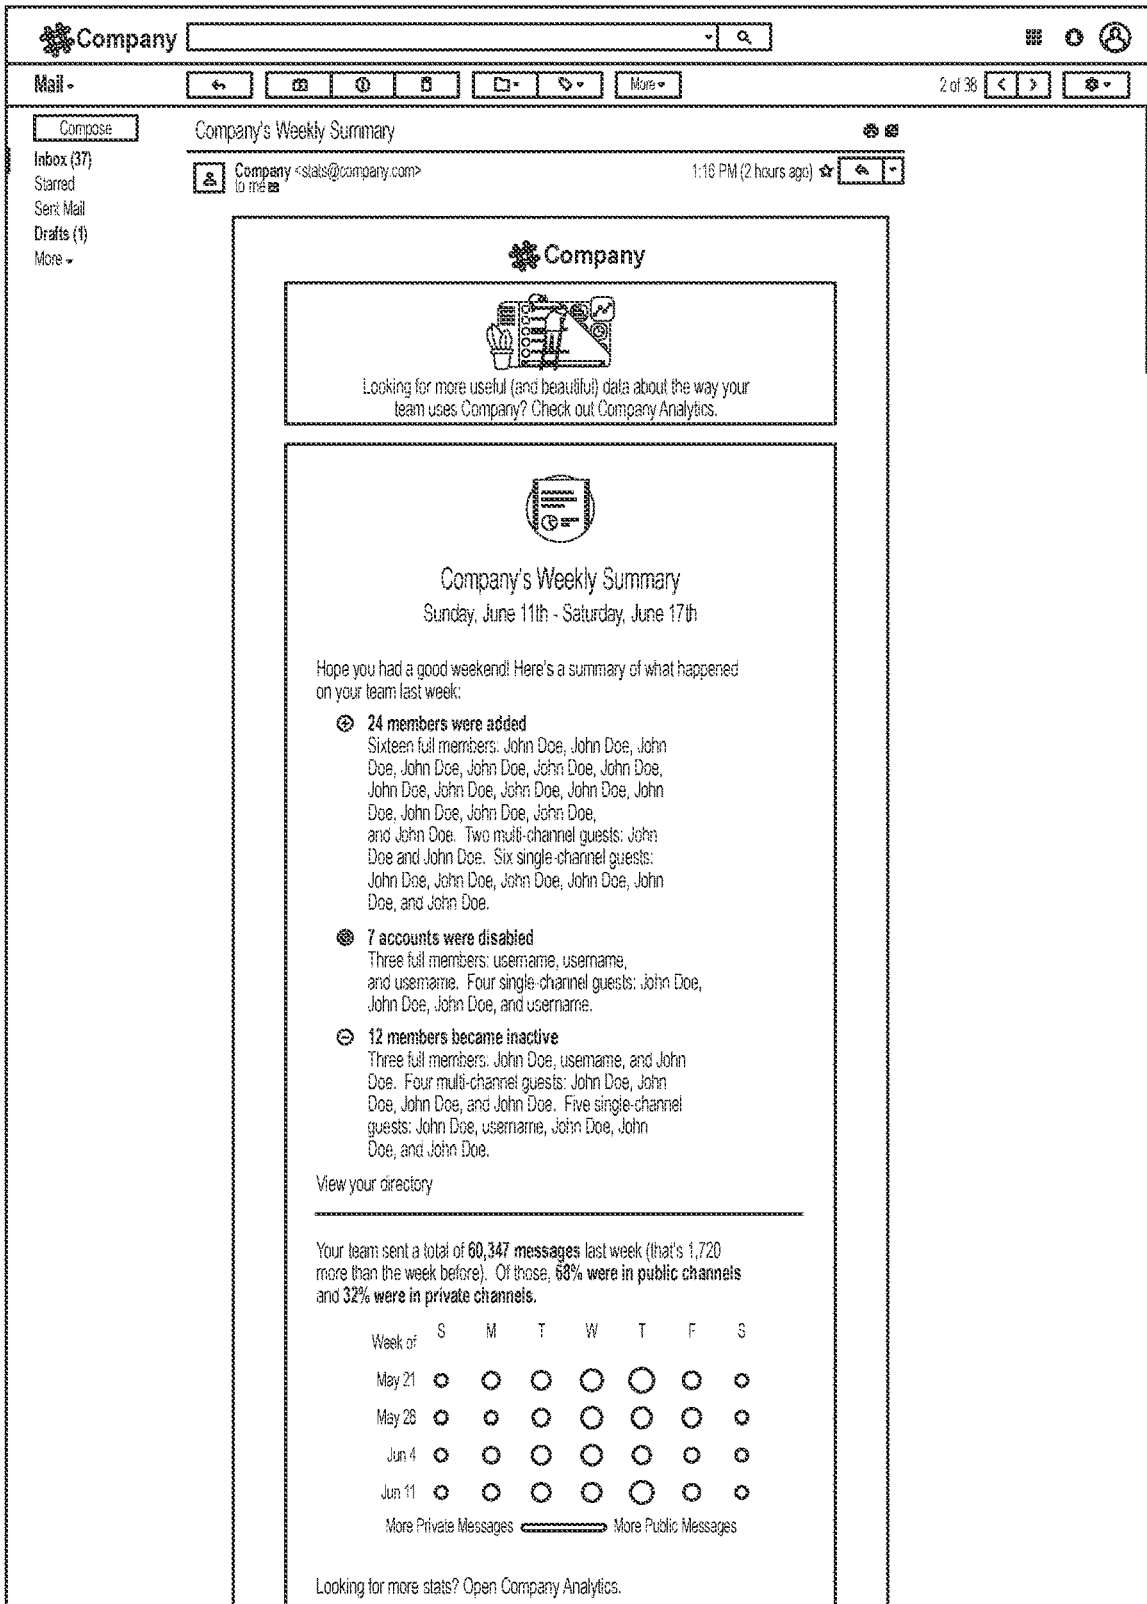 Company
Mail
More
2 of 38
Compose
Inbox (37)
Starred
Sent Mail
Drafts (1)
More
Company's Weekly Summary
Company <stats@company.com>
to me
1:16 PM (2 hours ago)
Company
Looking for more useful (and beautiful) data about the way your
team uses Company? Check out Company Analytics.
Company's Weekly Summary
Sunday, June 11th - Saturday, June 17th
Hope you had a good weekend! Here's a summary of what happened
on your team last week:
24 members were added
Sixteen full members: John Doe, John Doe, John
Doe, John Doe, John Doe, John Doe, John Doe,
John Doe, John Doe, John Doe, John Doe, John
Doe, John Doe, John Doe, John Doe,
and John Doe. Two multi-channel guests: John
Doe and John Doe. Six single-channel guests:
John Doe, John Doe, John Doe, John Doe, John
Doe, and John Doe.
7 accounts were disabled
Three full members: username, username,
and username. Four single-channel guests: John Doe,
John Doe, John Doe, and username.
12 members became inactive
Three full members: John Doe, username, and John
Doe. Four multi-channel guests: John Doe, John
Doe, John Doe, and John Doe. Five single-channel
guests: John Doe, username, John Doe, John
Doe, and John Doe.
View your directory
Your team sent a total of 60,347 messages last week (that's 1,720
more than the week before). Of those, 68% were in public channels
and 32% were in private channels.
Week of S M T W T F S
May 21
May 28
Jun 4
Jun 11
More Private Messages More Public Messages
Looking for more stats? Open Company Analytics.